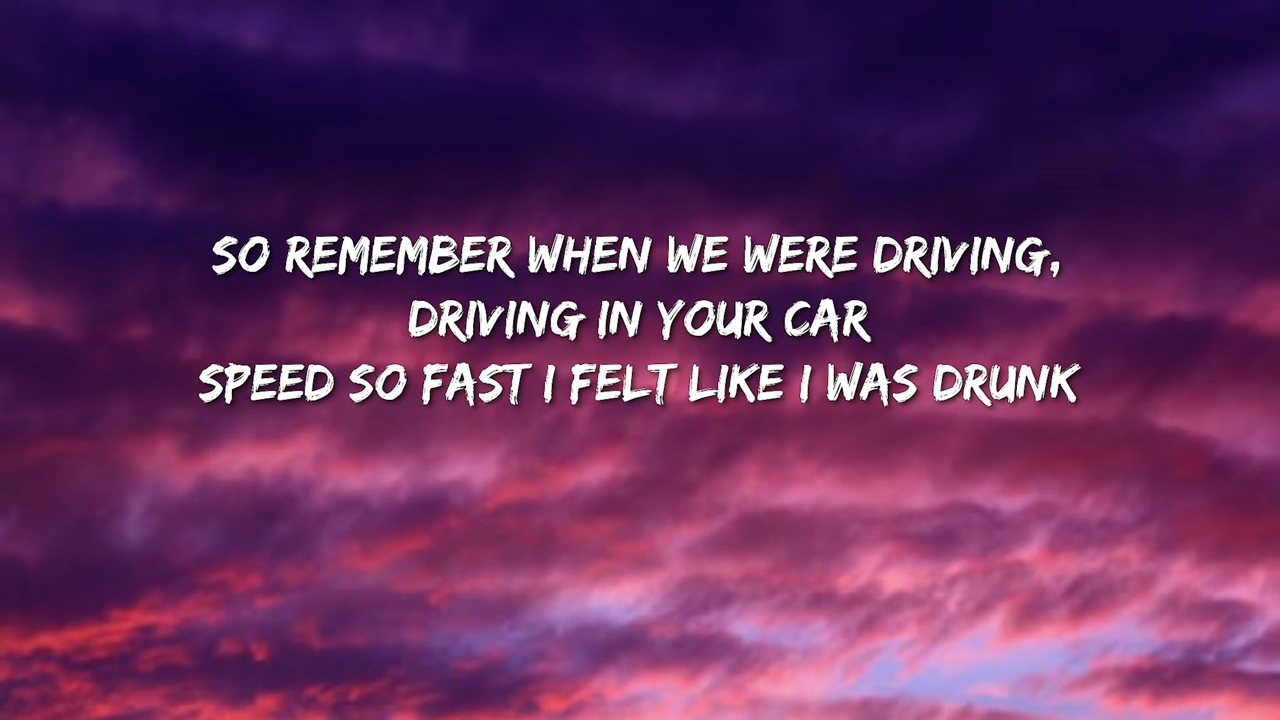 SO REMEMBER WHEN WE WERE DRIVING,
DRIVING IN YOUR CAR
SPEED SO FAST I FELT LIKE I WAS DRUNK